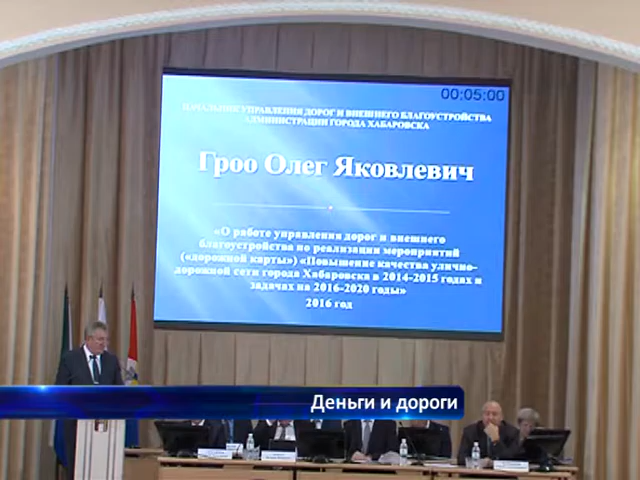 00:05:00
НАЧАЛЬНИК УПРАВЛЕНИЯ ДОРОГ И ВНЕШНЕГО БЛАГОУСТРОЙСТВА
АДМИНИСТРАЦИИ ГОРОДА ХАБАРОВСКА
Гроо Олег Яковлевич
«О работе управления дорог и внешнего
благоустройства по реализации мероприятий
(«дорожной карты») «Повышение качества улично-
дорожной сети города Хабаровска в 2014-2015 годах и
задачах на 2016-2020 годы»
2016 год
Деньги и дороги